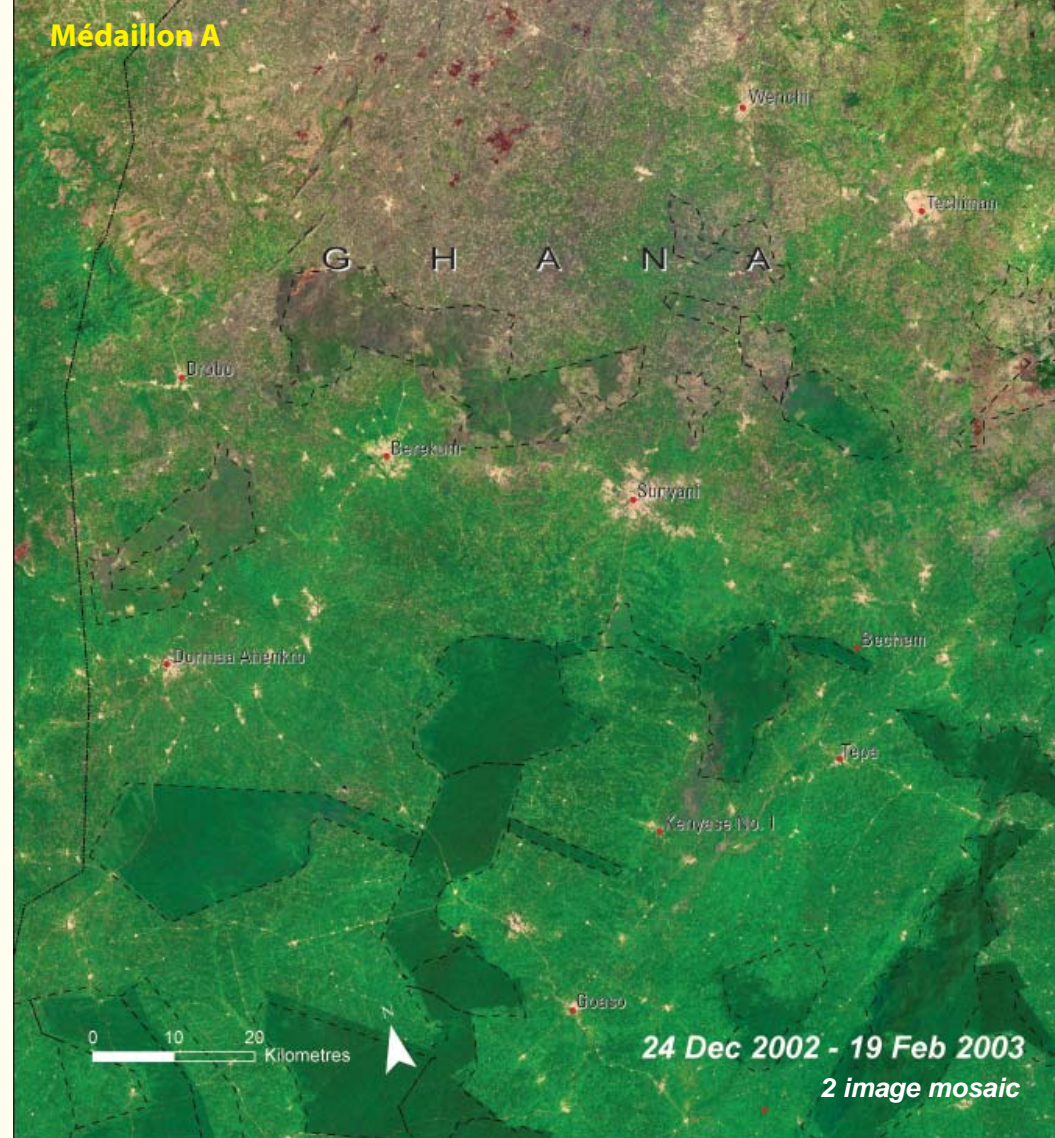 Médaillon A
Wenchi
Techiman
G H A N A
Drobo
Berekum
Sunyani
Bechem
Dormaa Ahenkro
Tepa
Kenyase No. 1
Goaso
N
0 10 20
Kilometres
24 Dec 2002 - 19 Feb 2003
2 image mosaic